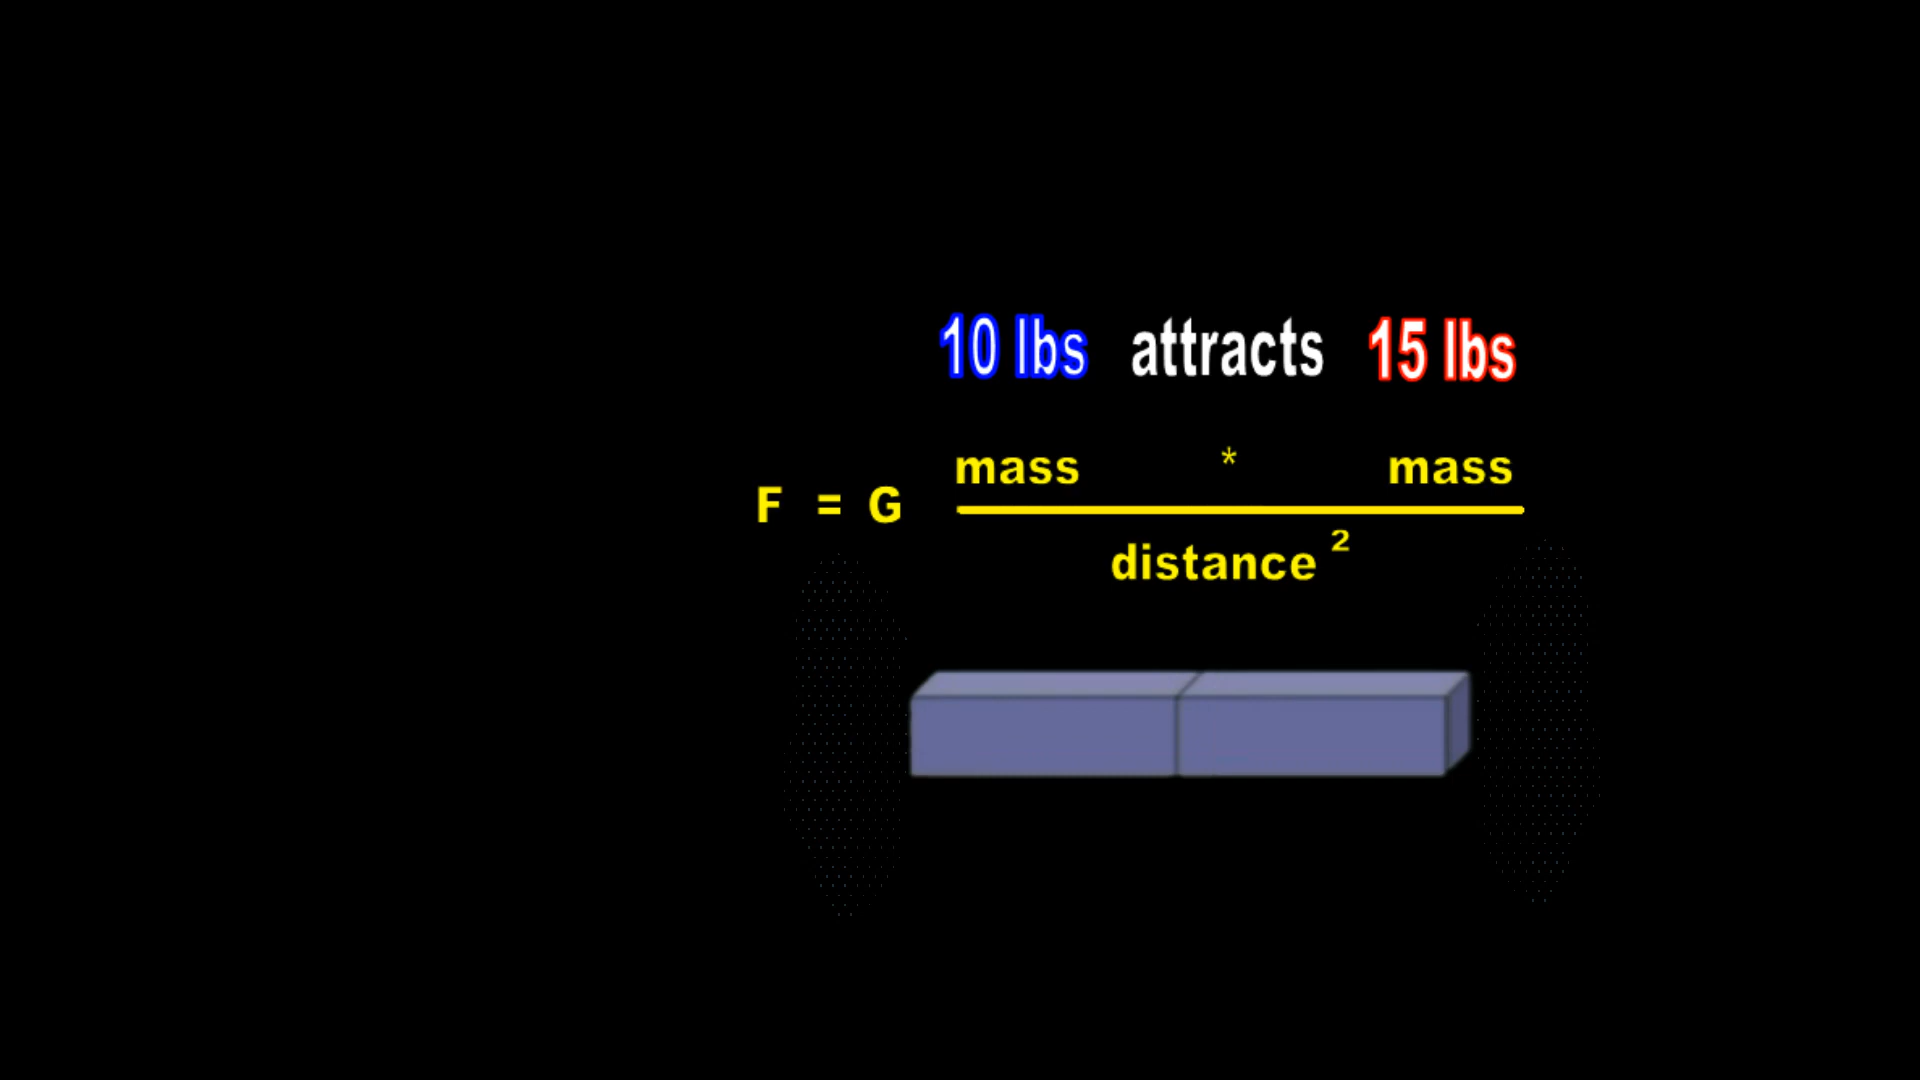 10 lbs attracts 15 lbs
mass * mass
F = G
distance 2